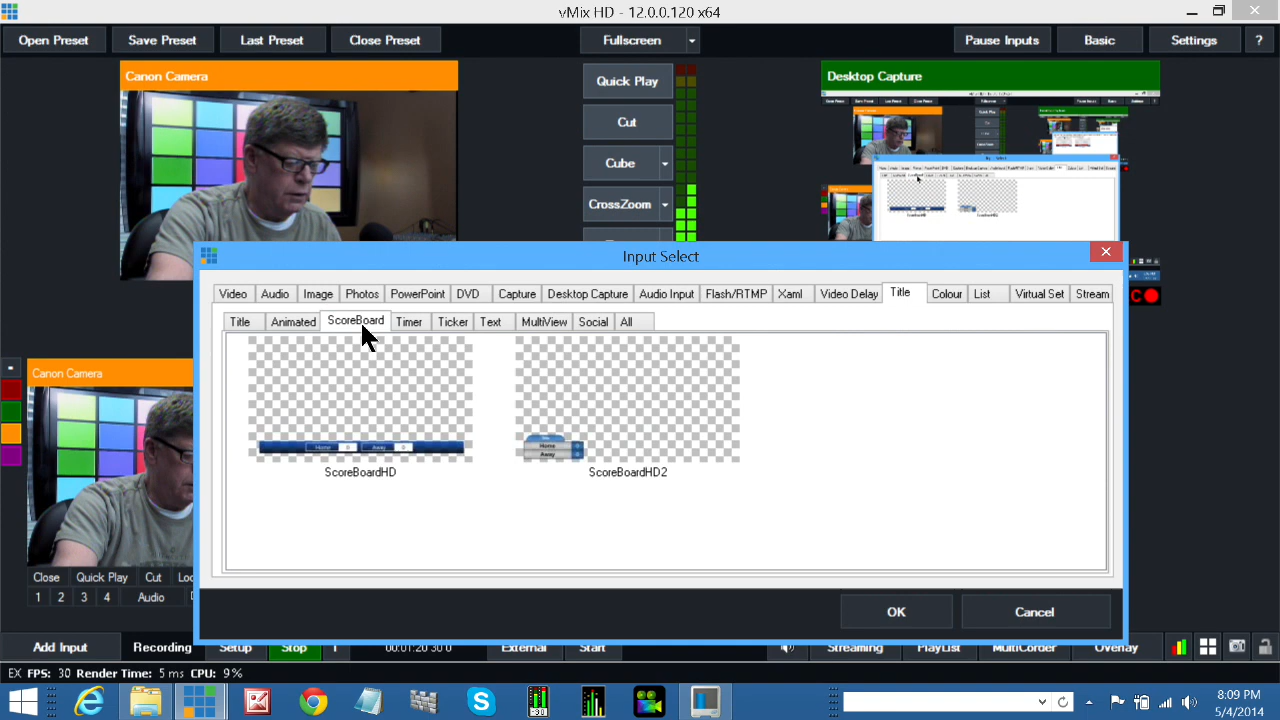 vMix HD - 12.0.0.120 x64
Open Preset Save Preset Last Preset Close Preset Fullscreen Pause Inputs Basic Settings ?
Canon Camera
Quick Play
Desktop Capture
Cut
Cube
CrossZoom
Input Select
Video Audio Image Photos PowerPoint DVD Capture Desktop Capture Audio Input Flash/RTMP Xaml Video Delay Title Colour List Virtual Set Stream
Title Animated ScoreBoard Timer Ticker Text MultiView Social All
Canon Camera
Home 0 Away 0
Home 0
Away 0
ScoreBoardHD
ScoreBoardHD2
Close Quick Play Cut
1 2 3 4 Audio
OK Cancel
Add Input Recording Setup Stop External Start Streaming PlayList MultiCorder Overlay
EX FPS: 30 Render Time: 5 ms CPU: 9 %
8:09 PM
5/4/2014